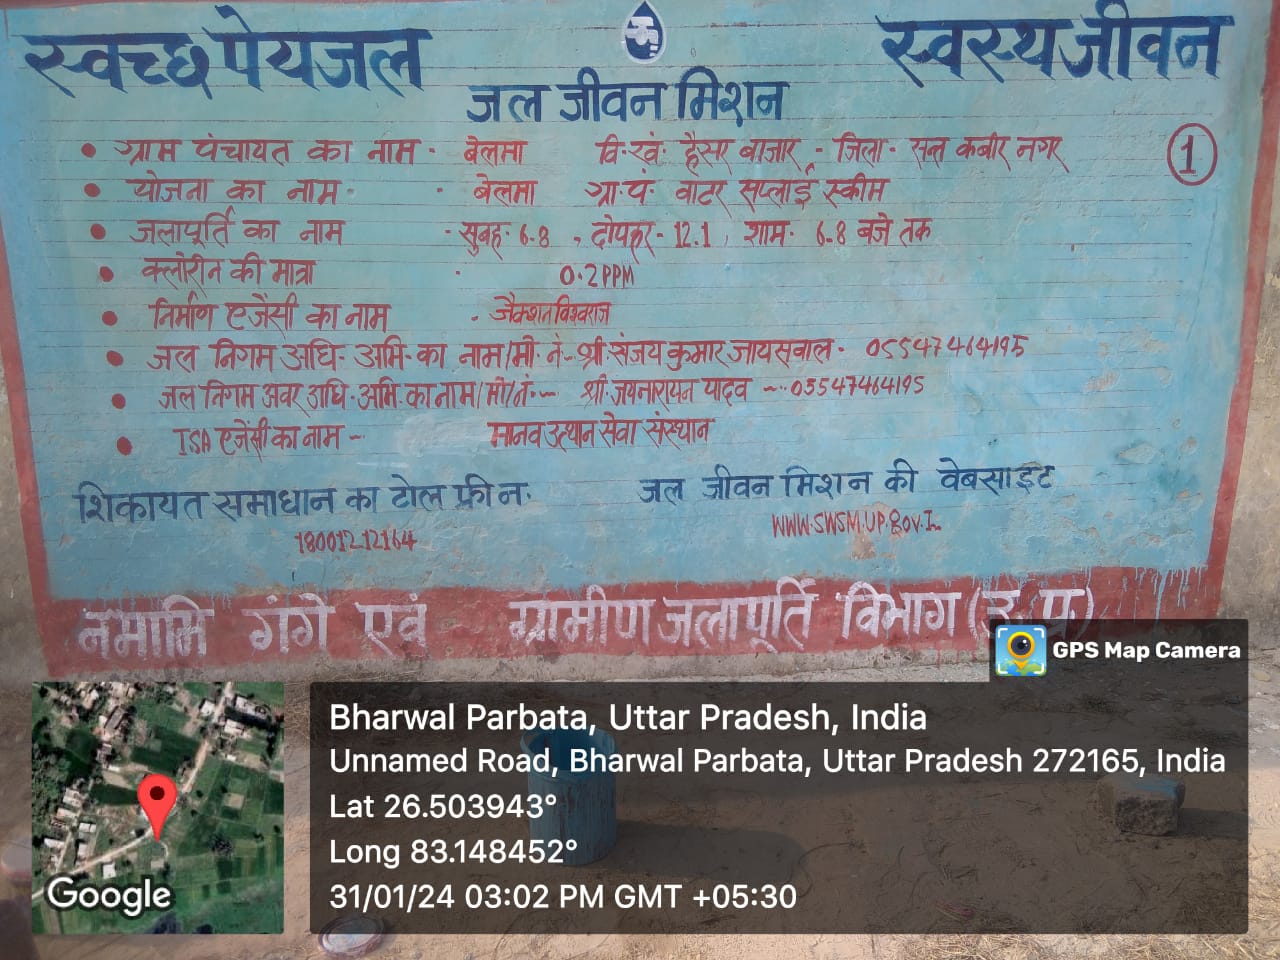 स्वच्छ पेयजल
स्वस्थ जीवन
जल जीवन मिशन
• ग्राम पंचायत का नाम - बेलमा वि.खं. हैसर बाजार - जिला - सन्त कबीर नगर
1
• योजना का नाम - बेलमा ग्रा.पं. वाटर सप्लाई स्कीम
• जलापूर्ति का नाम - सुबह - 6-8 , दोपहर - 12.1 , शाम - 6-8 बजे तक
• क्लोरीन की मात्रा - 0.2 PPM
• निर्माण एजेंसी का नाम - जैक्शन विश्वराज
• जल निगम अधि. अभि. का नाम/मो. नं. - श्री संजय कुमार जायसवाल - 05547464195
• जल निगम अवर अधि. अभि. का नाम/मो/नं. - श्री जयनारायन यादव - 05547464195
• ISA एजेंसी का नाम - मानव उत्थान सेवा संस्थान
शिकायत समाधान का टोल फ्री न. जल जीवन मिशन की वेबसाइट
18001212164 WWW.SWSM.UP.Gov.In
नमामि गंगे एवं ग्रामीण जलापूर्ति विभाग (उ.प्र.)
GPS Map Camera
Bharwal Parbata, Uttar Pradesh, India
Unnamed Road, Bharwal Parbata, Uttar Pradesh 272165, India
Lat 26.503943°
Long 83.148452°
31/01/24 03:02 PM GMT +05:30
Google